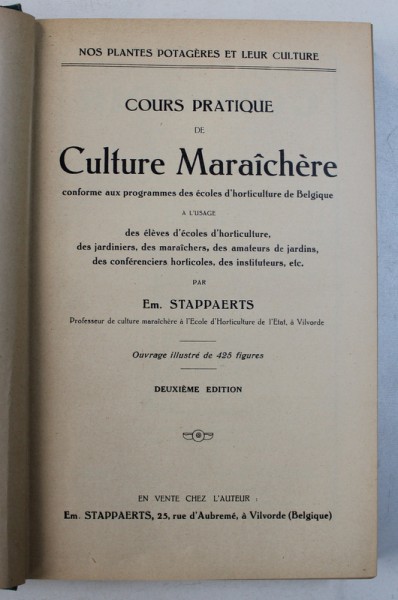 NOS PLANTES POTAGÈRES ET LEUR CULTURE
COURS PRATIQUE
DE
Culture Maraîchère
conforme aux programmes des écoles d'horticulture de Belgique
A L'USAGE
des élèves d'écoles d'horticulture,
des jardiniers, des maraîchers, des amateurs de jardins,
des conférenciers horticoles, des instituteurs, etc.
PAR
Em. STAPPAERTS
Professeur de culture maraîchère à l'Ecole d'Horticulture de l'Etat, à Vilvorde
Ouvrage illustré de 425 figures
DEUXIÈME EDITION
EN VENTE CHEZ L'AUTEUR :
Em. STAPPAERTS, 25, rue d'Aubremé, à Vilvorde (Belgique)